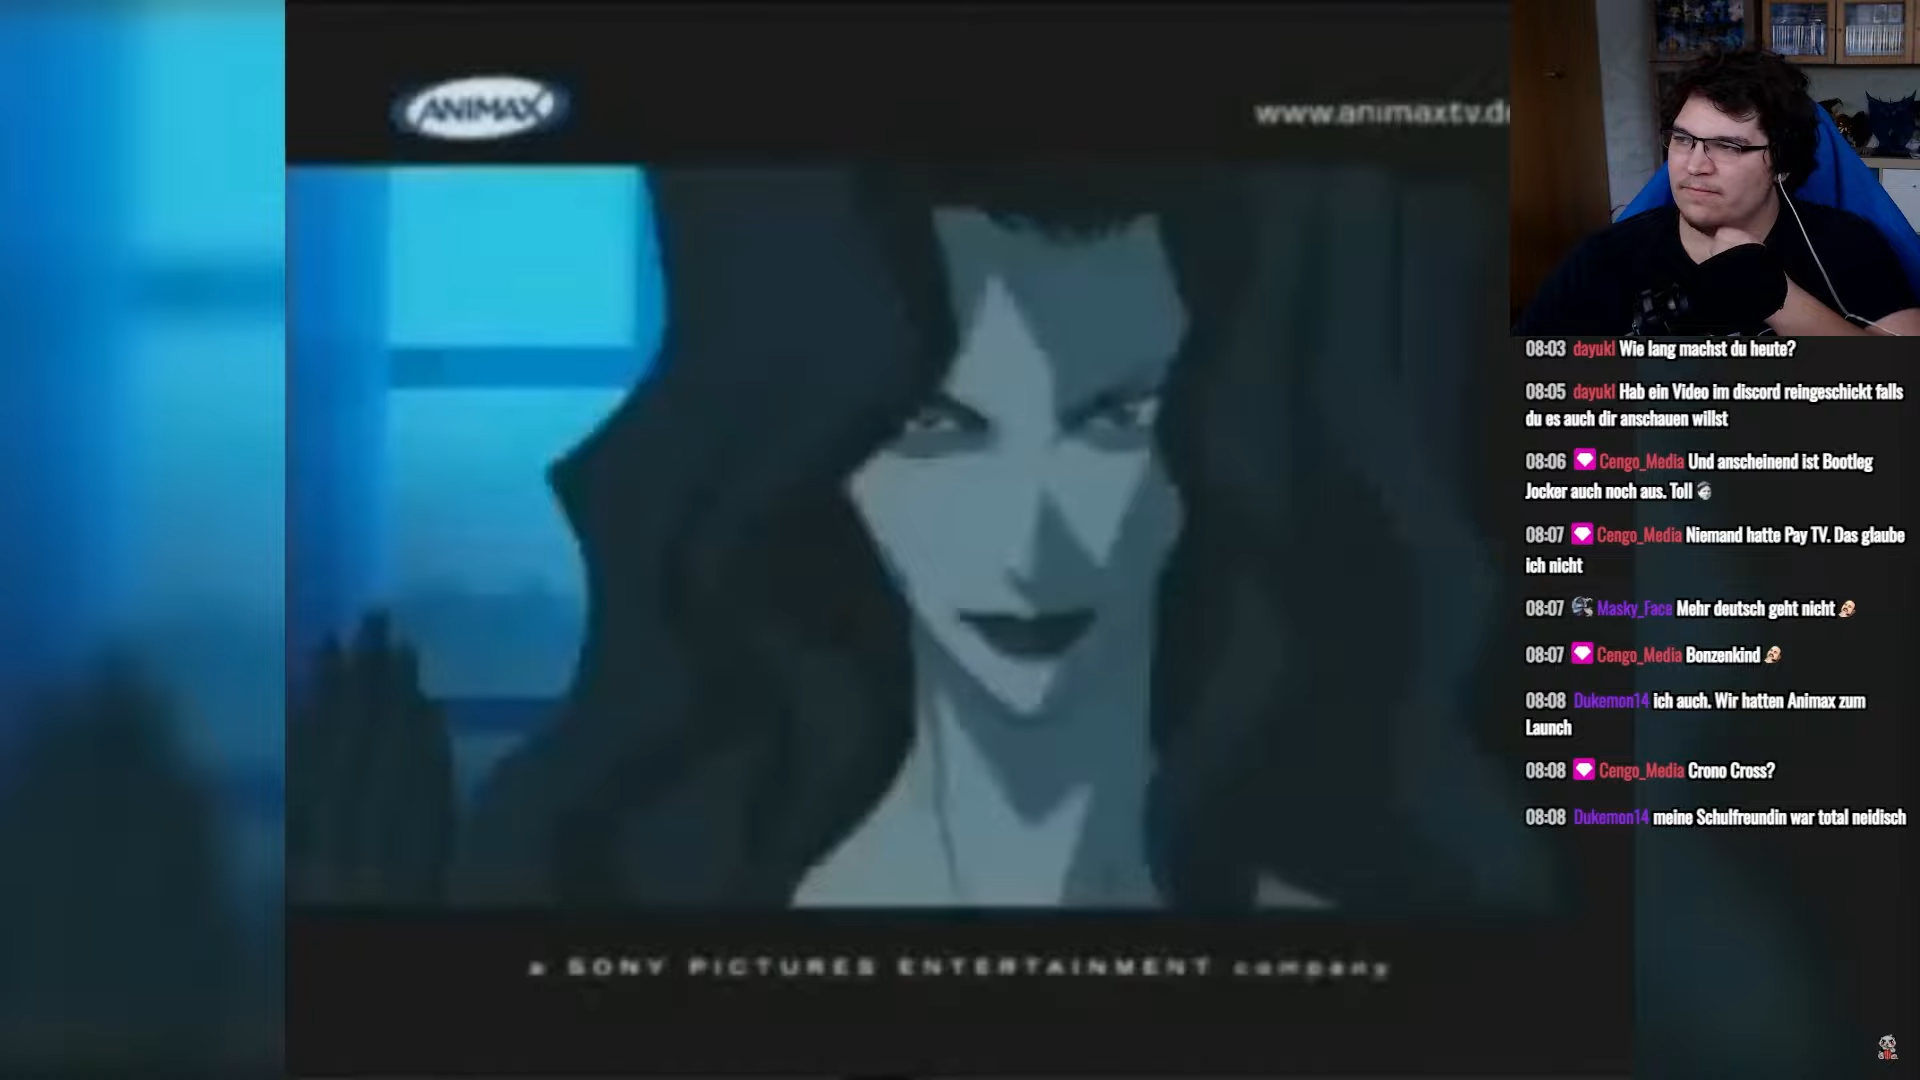 ANIMAX
www.animaxtv.de
a SONY PICTURES ENTERTAINMENT company
08:03 dayukl Wie lang machst du heute?
08:05 dayukl Hab ein Video im discord reingeschickt falls
du es auch dir anschauen willst
08:06 Cengo_Media Und anscheinend ist Bootleg
Jocker auch noch aus. Toll
08:07 Cengo_Media Niemand hatte Pay TV. Das glaube
ich nicht
08:07 Masky_Face Mehr deutsch geht nicht
08:07 Cengo_Media Bonzenkind
08:08 Dukemon14 ich auch. Wir hatten Animax zum
Launch
08:08 Cengo_Media Crono Cross?
08:08 Dukemon14 meine Schulfreundin war total neidisch